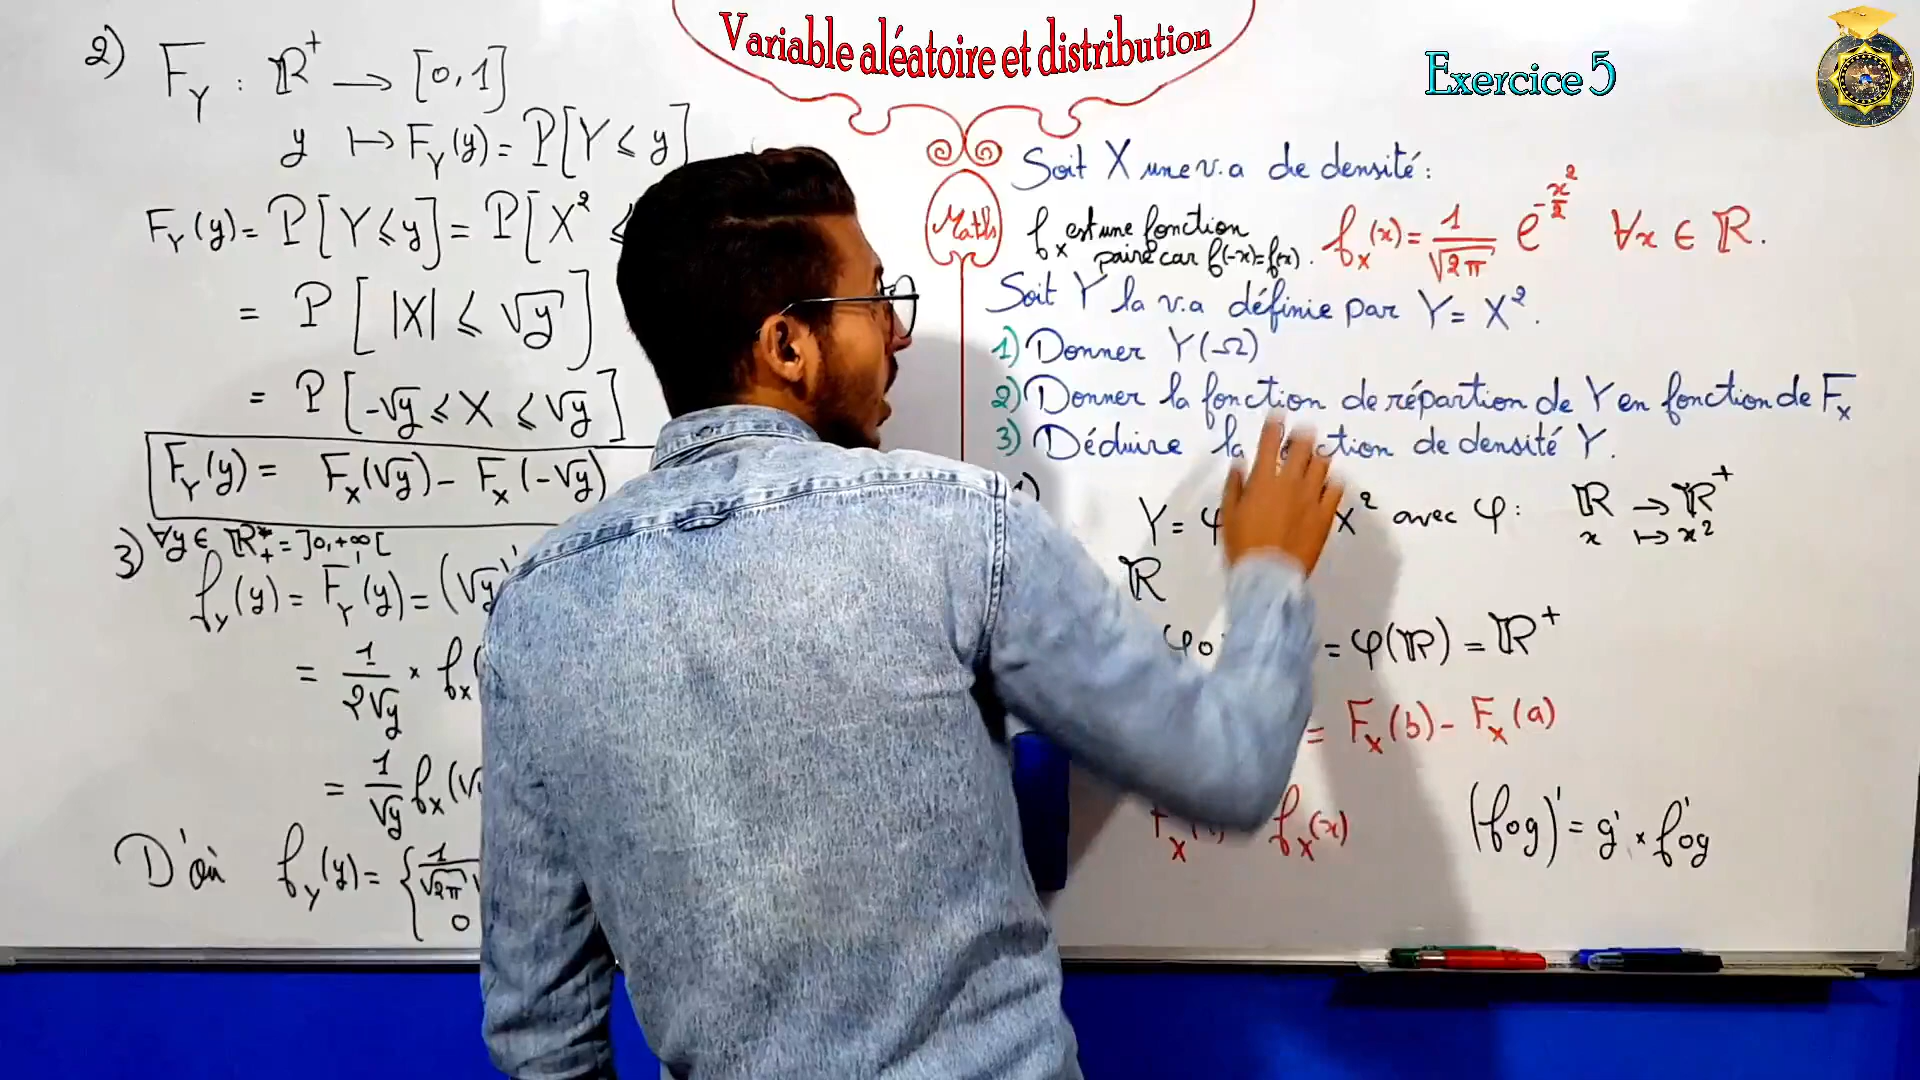 Variable aléatoire et distribution
Exercice 5
2) F_Y : ℝ⁺ → [0,1]
y ↦ F_Y(y) = P[Y ≤ y]
F_Y(y) = P[Y ≤ y] = P[X² ≤
= P[|X| ≤ √y]
= P[-√y ≤ X ≤ √y]
F_Y(y) = F_X(√y) - F_X(-√y)
3) ∀y ∈ ℝ*₊ = ]0,+∞[
f_Y(y) = F'_Y(y) = (√y)'
= 1/(2√y) × f_X(
= 1/√y f_X(√
D'où f_Y(y) = { 1/√2π √
0
Maths
Soit X une v.a de densité :
f_X est une fonction
paire car f(-x)=f(x). f_X(x) = 1/√2π e^(-x²/2) ∀x ∈ ℝ.
Soit Y la v.a définie par Y = X².
1) Donner Y(Ω)
2) Donner la fonction de répartion de Y en fonction de F_X
3) Déduire la fonction de densité Y.
1)
Y = φ X² avec φ : ℝ → ℝ⁺
x ↦ x²
ℝ
φo = φ(ℝ) = ℝ⁺
= F_X(b) - F_X(a)
f_X(x) (fog)' = g' × f'og